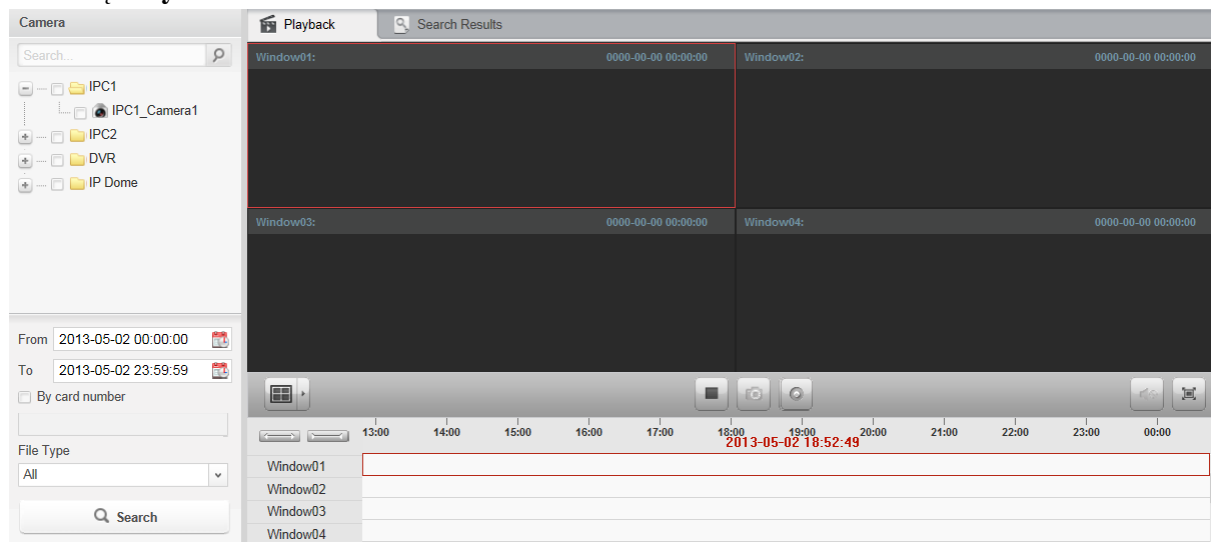 Camera
Playback
Search Results
Search...
IPC1
IPC1_Camera1
IPC2
DVR
IP Dome
Window01: 0000-00-00 00:00:00
Window02: 0000-00-00 00:00:00
Window03: 0000-00-00 00:00:00
Window04: 0000-00-00 00:00:00
From 2013-05-02 00:00:00
To 2013-05-02 23:59:59
By card number
File Type
All
Search
13:00 14:00 15:00 16:00 17:00 18:00 19:00 20:00 21:00 22:00 23:00 00:00
2013-05-02 18:52:49
Window01
Window02
Window03
Window04